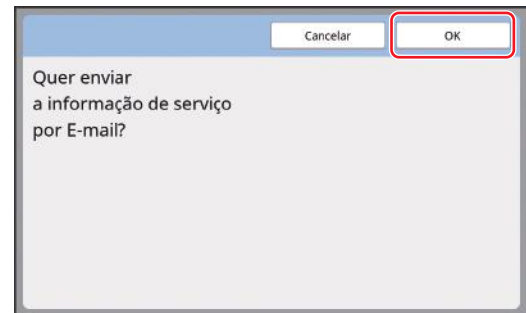 Cancelar
OK
Quer enviar
a informação de serviço
por E-mail?